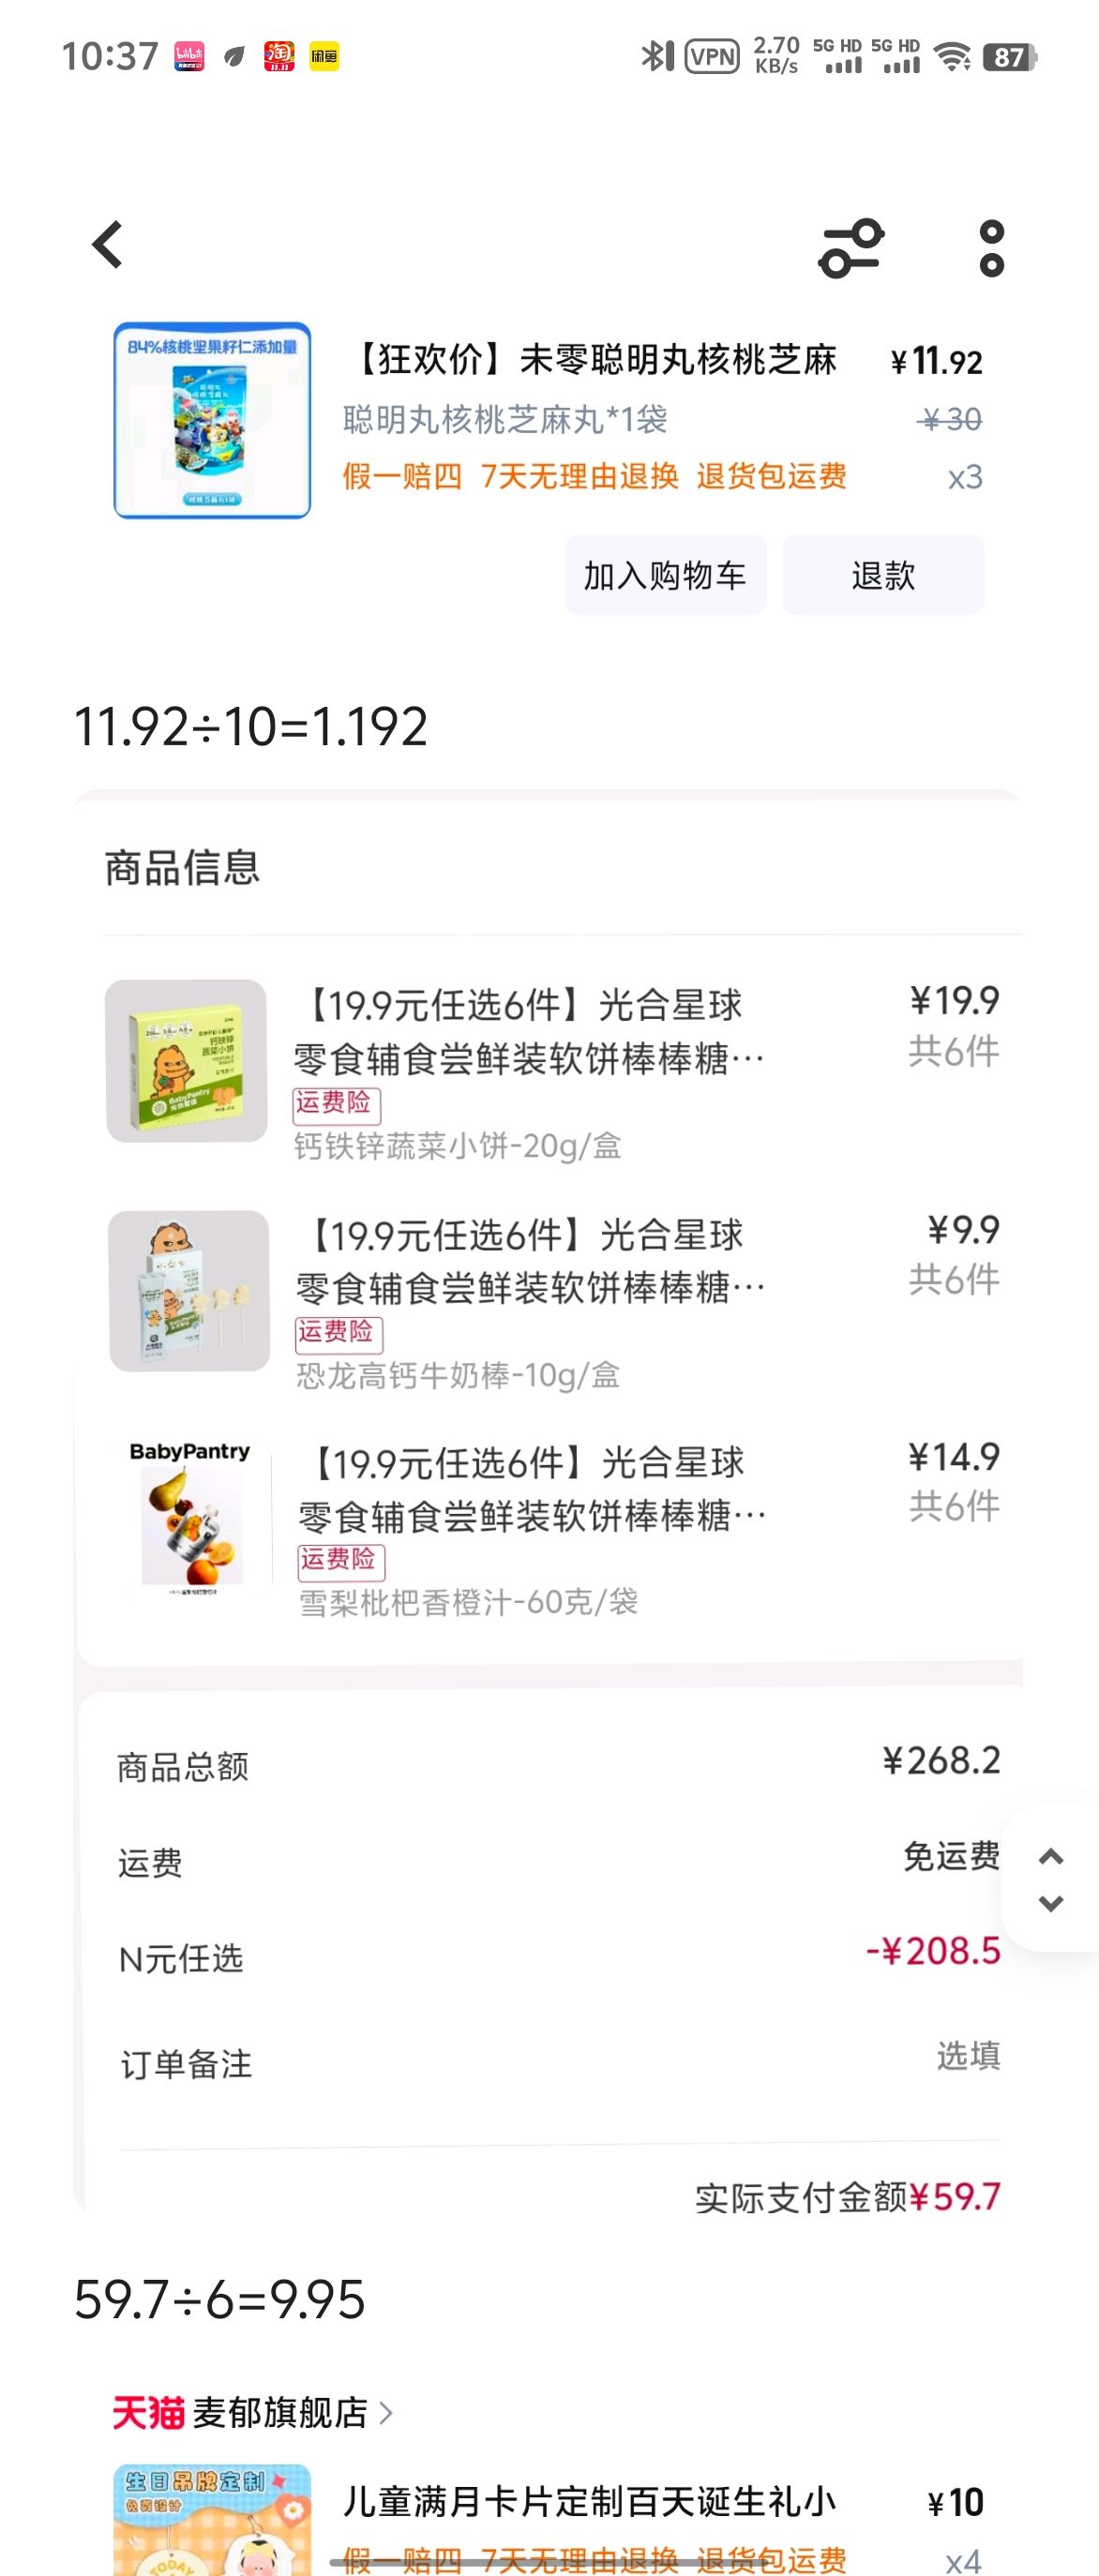 10:37
VPN
2.70 KB/s
5G HD 5G HD
87
84%核桃坚果籽仁添加量
【狂欢价】未零聪明丸核桃芝麻 ¥11.92
聪明丸核桃芝麻丸*1袋 ¥30
假一赔四 7天无理由退换 退货包运费 x3
加入购物车 退款
11.92÷10=1.192
商品信息
【19.9元任选6件】光合星球 ¥19.9
零食辅食尝鲜装软饼棒棒糖… 共6件
运费险
钙铁锌蔬菜小饼-20g/盒
钙铁锌
蔬菜小饼
BabyPantry
【19.9元任选6件】光合星球 ¥9.9
零食辅食尝鲜装软饼棒棒糖… 共6件
运费险
恐龙高钙牛奶棒-10g/盒
BabyPantry
【19.9元任选6件】光合星球 ¥14.9
零食辅食尝鲜装软饼棒棒糖… 共6件
运费险
雪梨枇杷香橙汁-60克/袋
商品总额 ¥268.2
运费 免运费
N元任选 -¥208.5
订单备注 选填
实际支付金额¥59.7
59.7÷6=9.95
天猫 麦郁旗舰店
生日吊牌定制
免费设计
TODAY
儿童满月卡片定制百天诞生礼小 ¥10
假一赔四 7天无理由退换 退货包运费 x4